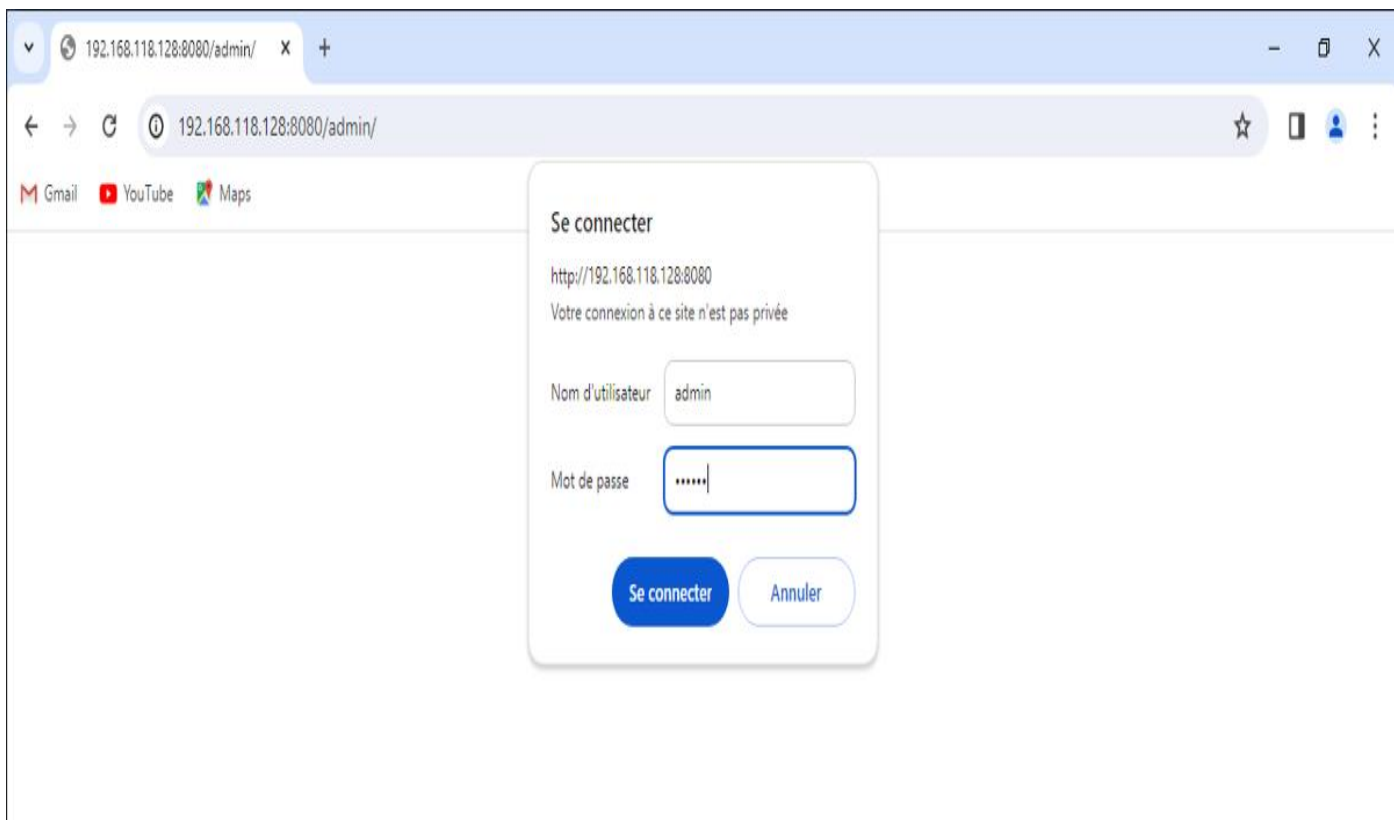 192.168.118.128:8080/admin/
192.168.118.128:8080/admin/
Gmail YouTube Maps
Se connecter
http://192.168.118.128:8080
Votre connexion à ce site n'est pas privée
Nom d'utilisateur admin
Mot de passe ••••••
Se connecter Annuler